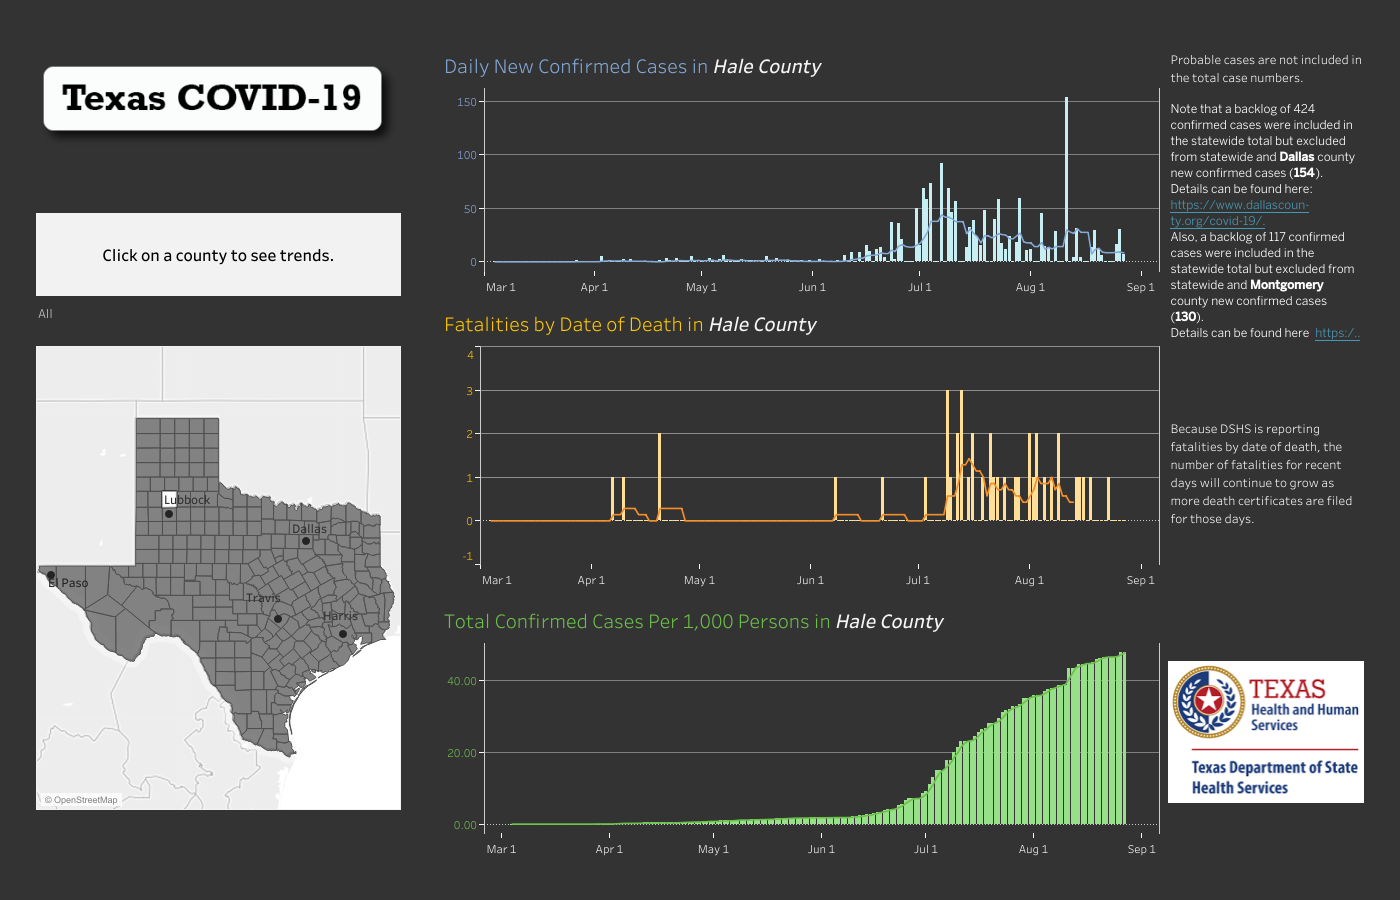 Texas COVID-19
Click on a county to see trends.
All
Lubbock
Dallas
El Paso
Travis
Harris
© OpenStreetMap
Daily New Confirmed Cases in Hale County
150
100
50
0
Mar 1 Apr 1 May 1 Jun 1 Jul 1 Aug 1 Sep 1
Fatalities by Date of Death in Hale County
4
3
2
1
0
-1
Mar 1 Apr 1 May 1 Jun 1 Jul 1 Aug 1 Sep 1
Total Confirmed Cases Per 1,000 Persons in Hale County
40.00
20.00
0.00
Mar 1 Apr 1 May 1 Jun 1 Jul 1 Aug 1 Sep 1
Probable cases are not included in
the total case numbers.
Note that a backlog of 424
confirmed cases were included in
the statewide total but excluded
from statewide and Dallas county
new confirmed cases (154).
Details can be found here:
https://www.dallascoun-
ty.org/covid-19/.
Also, a backlog of 117 confirmed
cases were included in the
statewide total but excluded from
statewide and Montgomery
county new confirmed cases
(130).
Details can be found here https:/..
Because DSHS is reporting
fatalities by date of death, the
number of fatalities for recent
days will continue to grow as
more death certificates are filed
for those days.
TEXAS
Health and Human
Services
Texas Department of State
Health Services